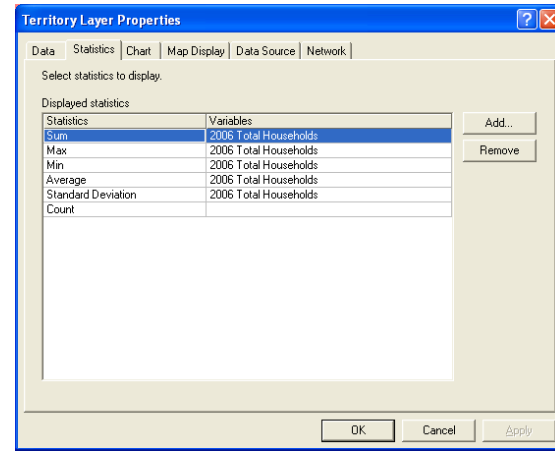 Territory Layer Properties
Data Statistics Chart Map Display Data Source Network
Select statistics to display.
Displayed statistics
Statistics Variables
Add...
Sum 2006 Total Households
Max 2006 Total Households
Remove
Min 2006 Total Households
Average 2006 Total Households
Standard Deviation 2006 Total Households
Count
OK Cancel Apply